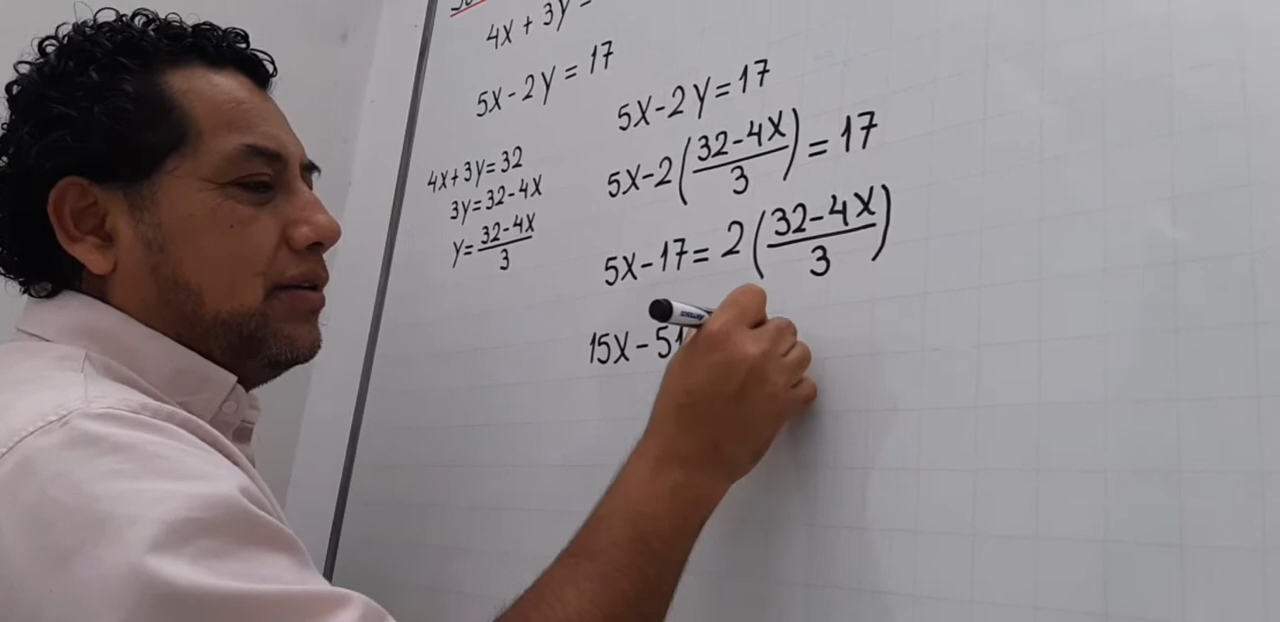 4X + 3Y =
5X - 2Y = 17
4X + 3Y = 32
3Y = 32 - 4X
Y = 32 - 4X / 3
5X - 2Y = 17
5X - 2(32 - 4X / 3) = 17
5X - 17 = 2(32 - 4X / 3)
15X - 51